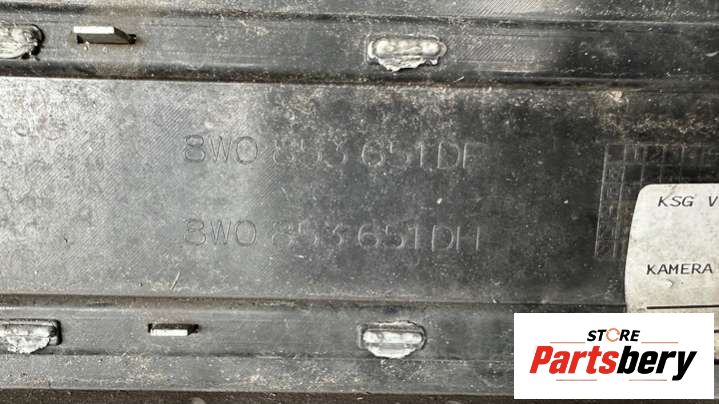 8W0 853 651DF
8W0 853 651DH
KSG V
KAMERA
STORE
Partsbery